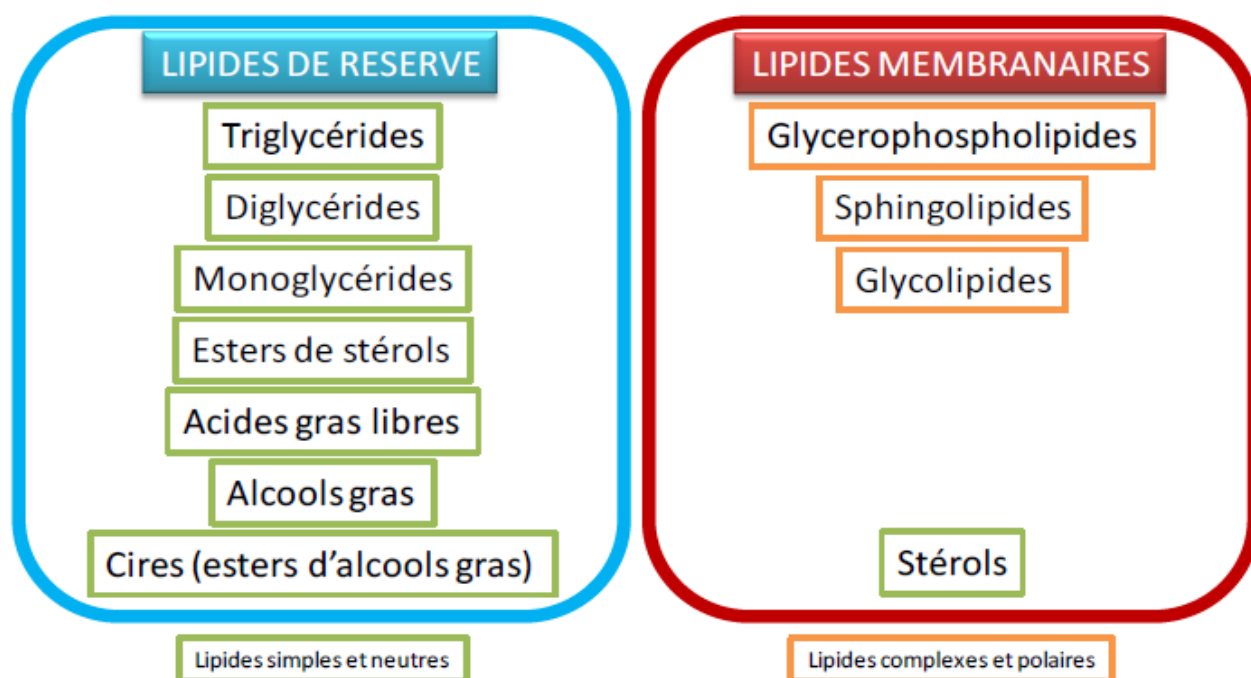 LIPIDES DE RESERVE
Triglycérides
Diglycérides
Monoglycérides
Esters de stérols
Acides gras libres
Alcools gras
Cires (esters d'alcools gras)
Lipides simples et neutres
LIPIDES MEMBRANAIRES
Glycerophospholipides
Sphingolipides
Glycolipides
Stérols
Lipides complexes et polaires